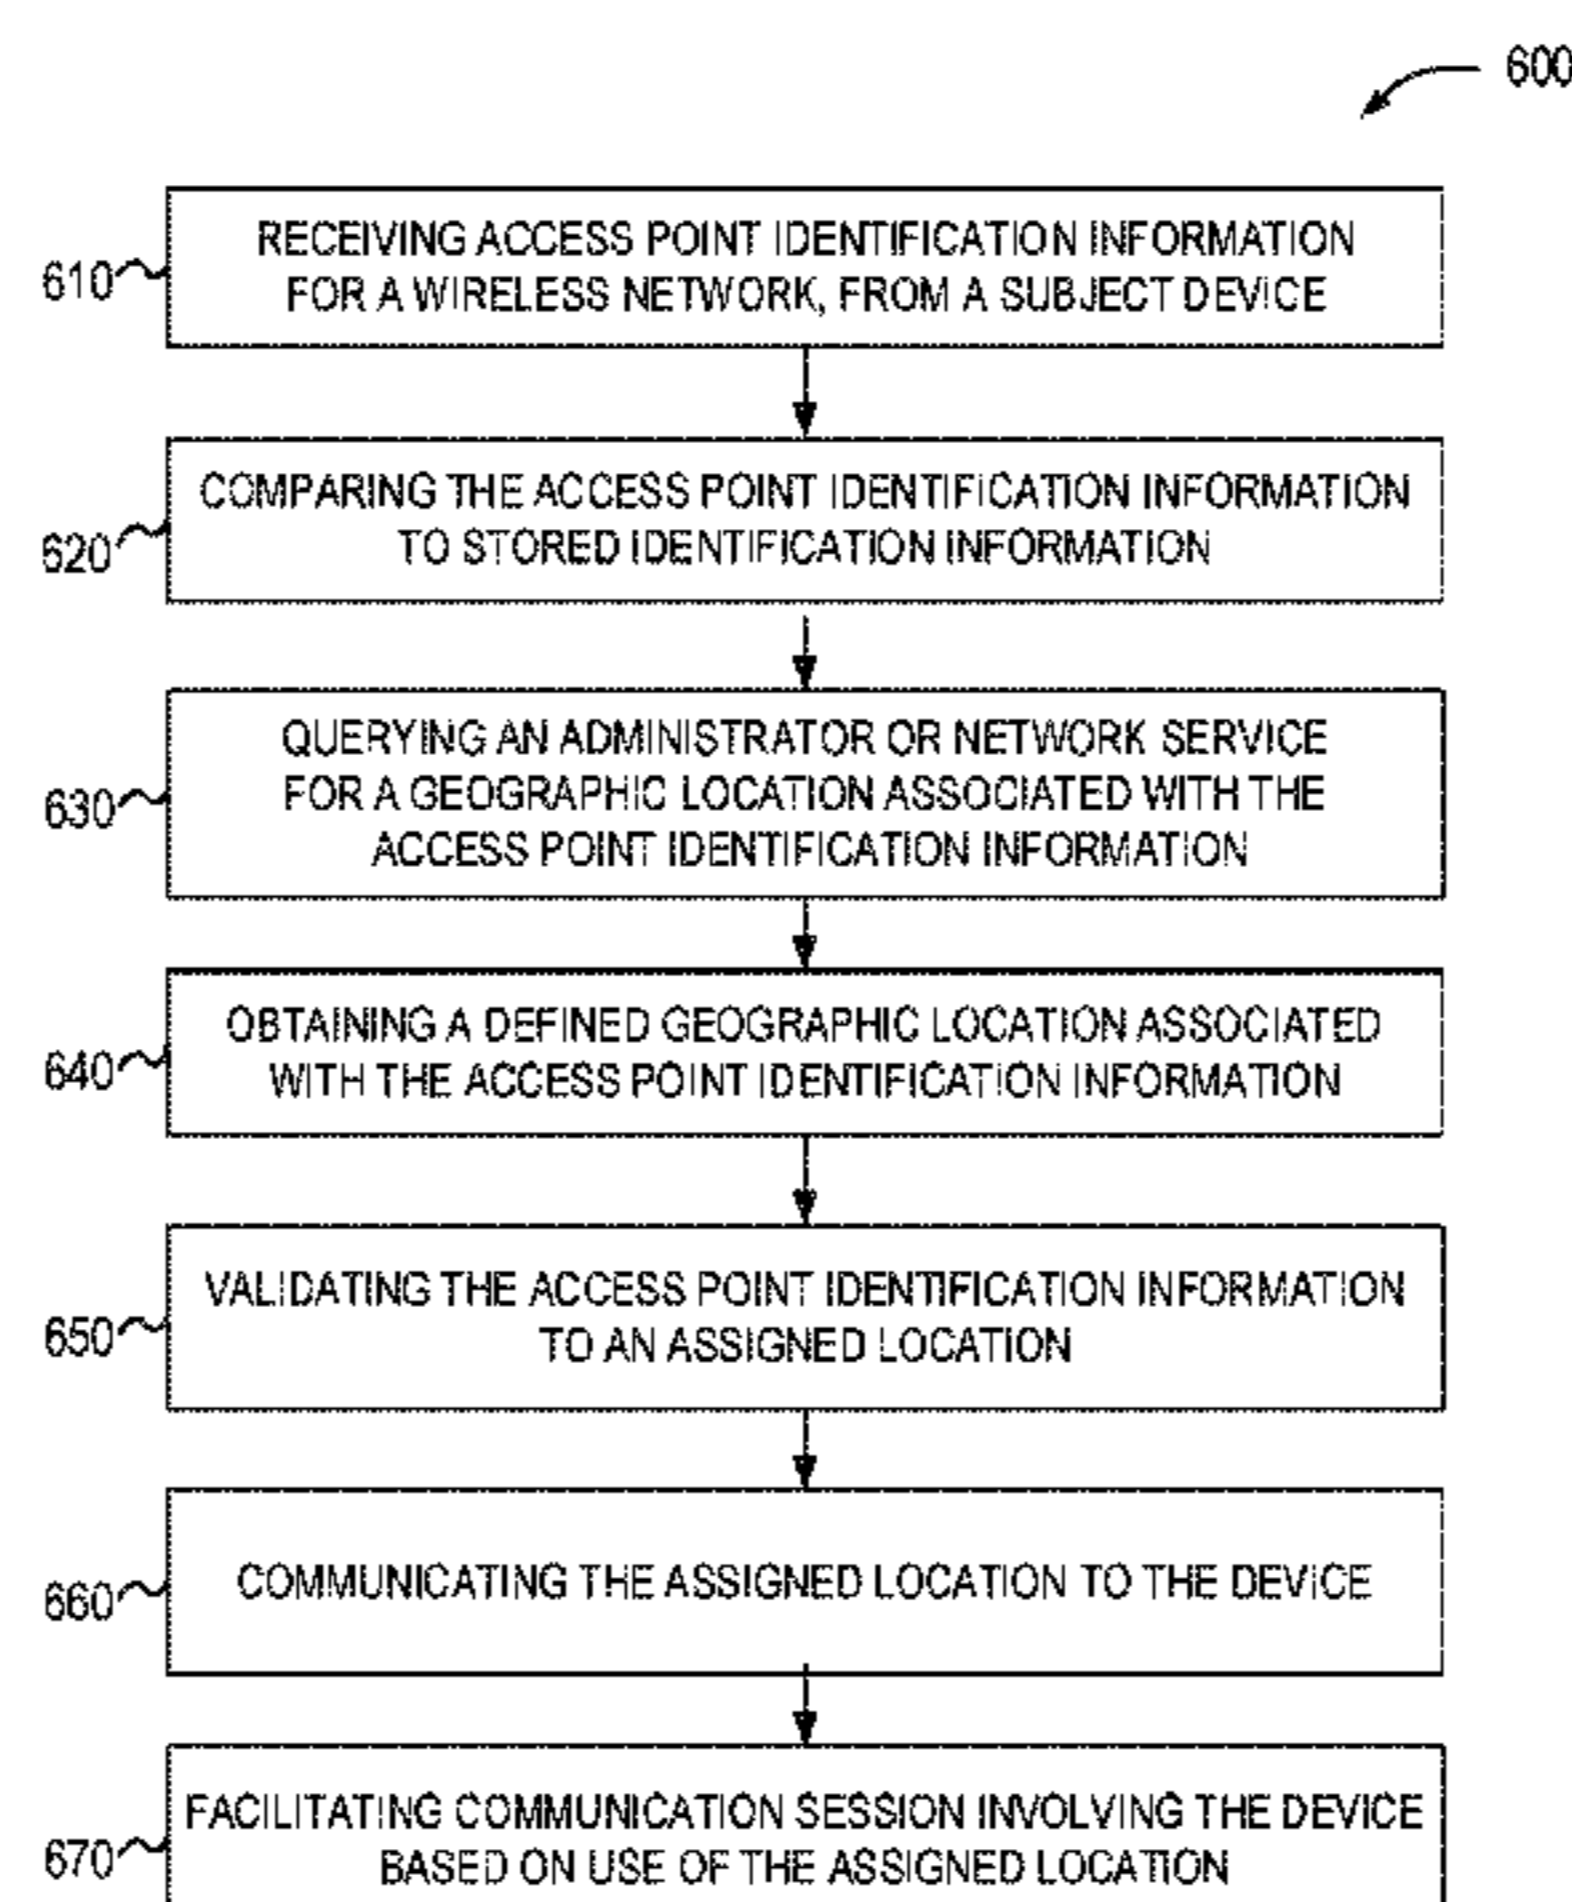 600
610
RECEIVING ACCESS POINT IDENTIFICATION INFORMATION
FOR A WIRELESS NETWORK, FROM A SUBJECT DEVICE
620
COMPARING THE ACCESS POINT IDENTIFICATION INFORMATION
TO STORED IDENTIFICATION INFORMATION
630
QUERYING AN ADMINISTRATOR OR NETWORK SERVICE
FOR A GEOGRAPHIC LOCATION ASSOCIATED WITH THE
ACCESS POINT IDENTIFICATION INFORMATION
640
OBTAINING A DEFINED GEOGRAPHIC LOCATION ASSOCIATED
WITH THE ACCESS POINT IDENTIFICATION INFORMATION
650
VALIDATING THE ACCESS POINT IDENTIFICATION INFORMATION
TO AN ASSIGNED LOCATION
660
COMMUNICATING THE ASSIGNED LOCATION TO THE DEVICE
670
FACILITATING COMMUNICATION SESSION INVOLVING THE DEVICE
BASED ON USE OF THE ASSIGNED LOCATION